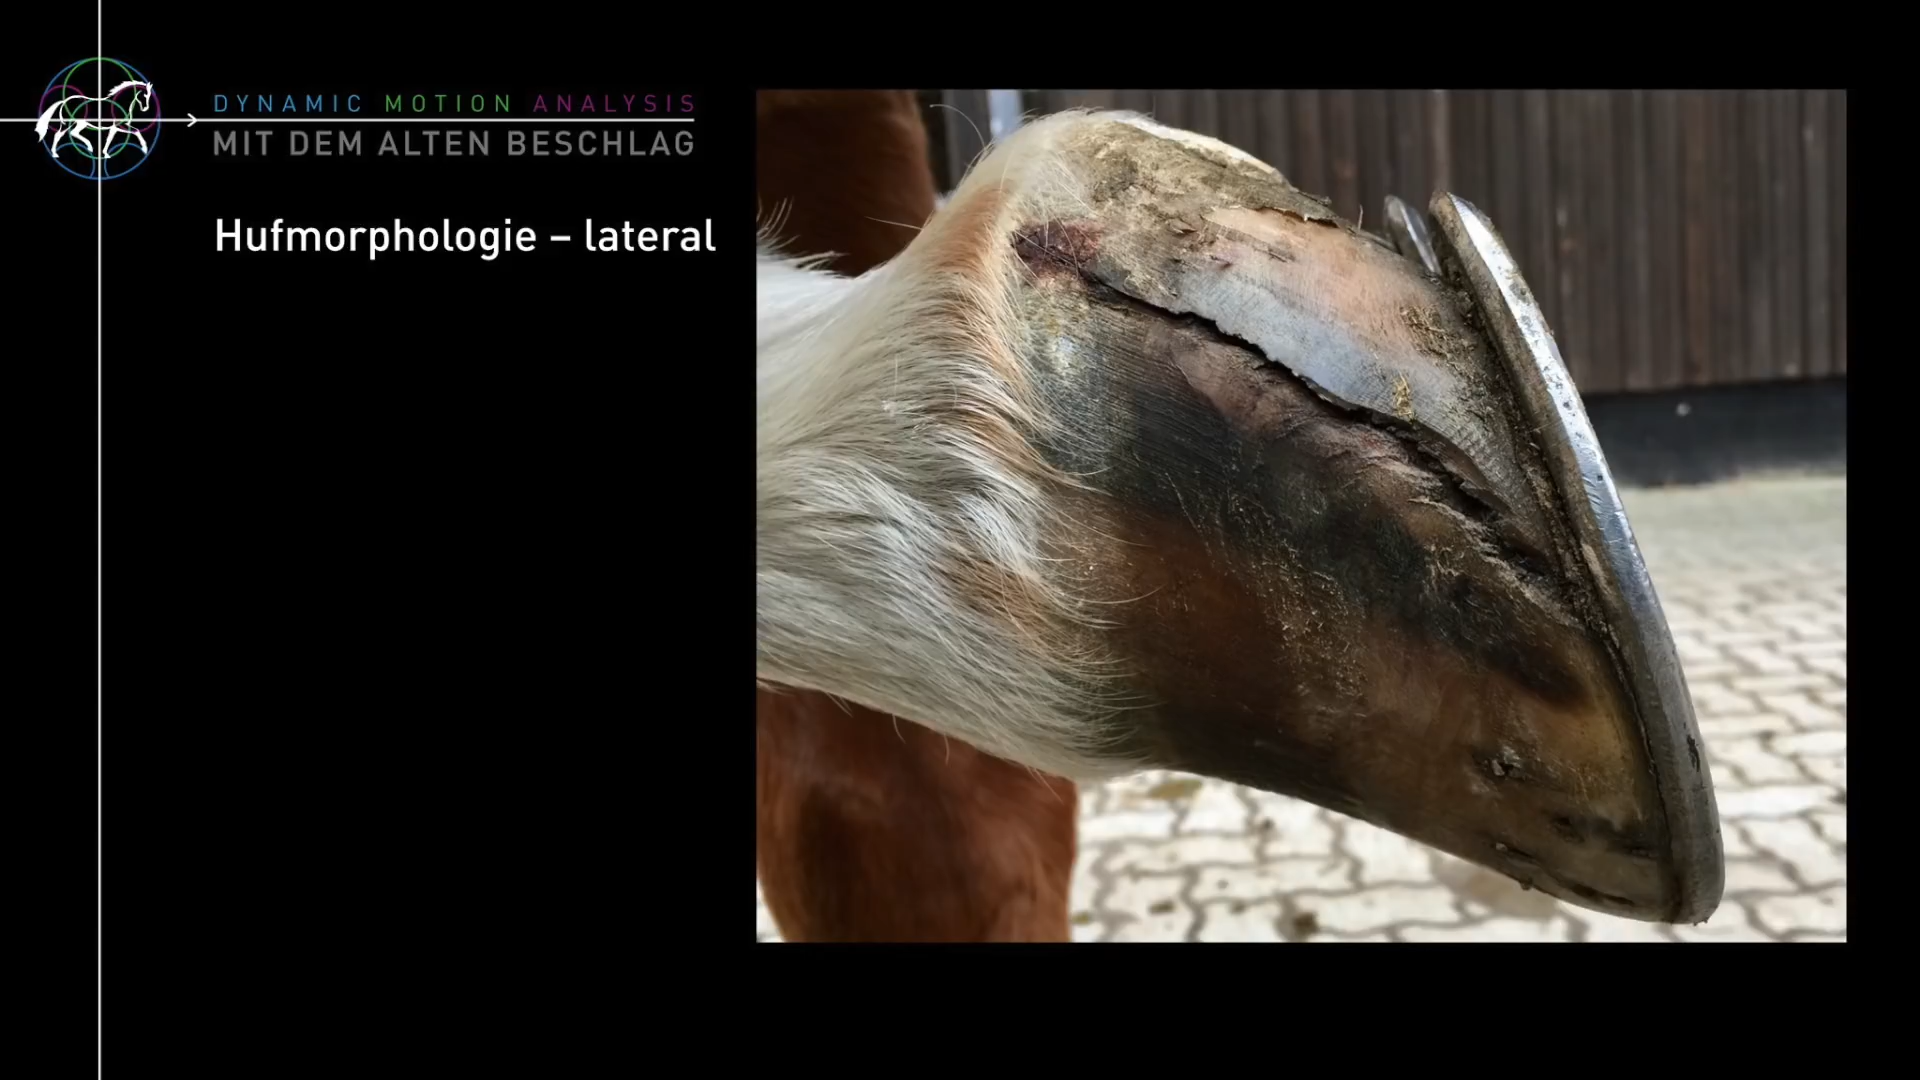 DYNAMIC MOTION ANALYSIS
MIT DEM ALTEN BESCHLAG
Hufmorphologie – lateral